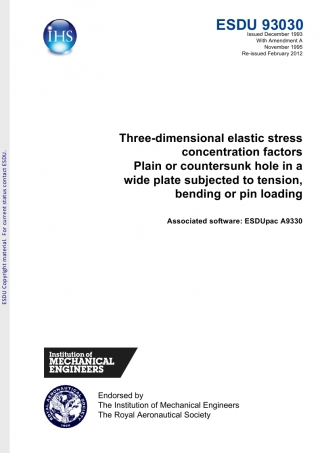 IHS
ESDU 93030
Issued December 1993
With Amendment A
November 1995
Re-issued February 2012
Three-dimensional elastic stress
concentration factors
Plain or countersunk hole in a
wide plate subjected to tension,
bending or pin loading
Associated software: ESDUpac A9330
ESDU Copyright material. For current status contact ESDU.
Institution of
MECHANICAL
ENGINEERS
Endorsed by
The Institution of Mechanical Engineers
The Royal Aeronautical Society